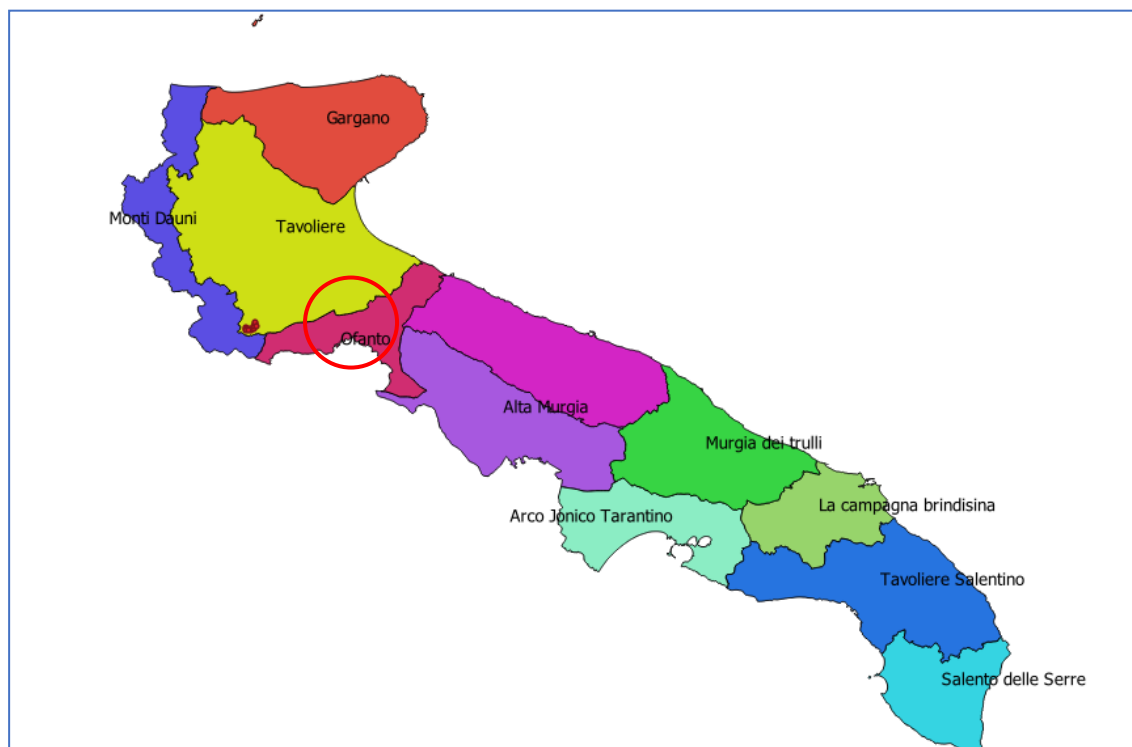 Gargano
Monti Dauni
Tavoliere
Ofanto
Alta Murgia
Murgia dei trulli
La campagna brindisina
Arco Jonico Tarantino
Tavoliere Salentino
Salento delle Serre